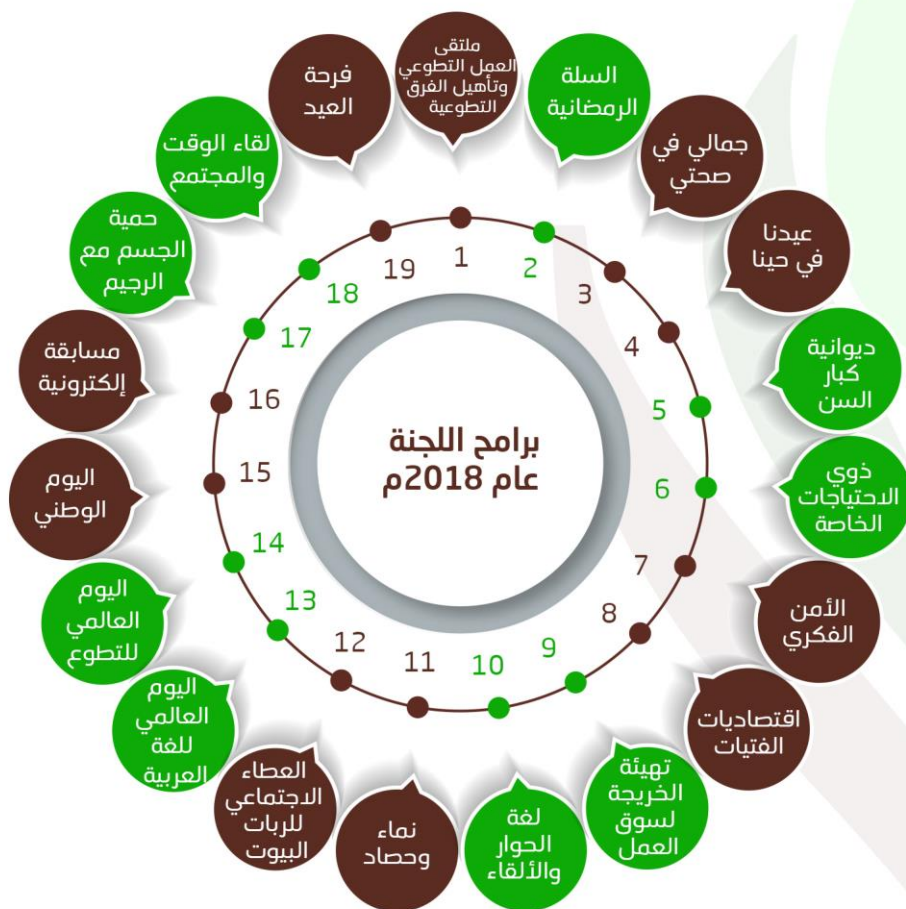 برامج اللجنة
عام 2018م
1
ملتقى
العمل التطوعي
وتأهيل الفرق
التطوعية
2
السلة
الرمضانية
3
جمالي في
صحتي
4
عيدنا
في حينا
5
ديوانية
كبار
السن
6
ذوي
الاحتياجات
الخاصة
7
الأمن
الفكري
8
اقتصاديات
الفتيات
9
تهيئة
الخريجة
لسوق
العمل
10
لغة
الحوار
والألقاء
11
نماء
وحصاد
12
العطاء
الاجتماعي
للربات
البيوت
13
اليوم
العالمي
للغة
العربية
14
اليوم
العالمي
للتطوع
15
اليوم
الوطني
16
مسابقة
إلكترونية
17
حمية
الجسم مع
الرجيم
18
لقاء الوقت
والمجتمع
19
فرحة
العيد